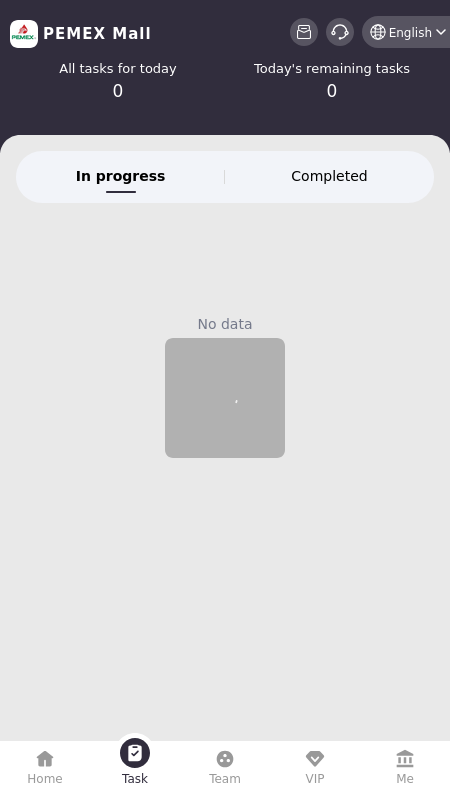 PEMEX
PEMEX Mall
English
All tasks for today
Today's remaining tasks
0
0
In progress
Completed
No data
Home
Task
Team
VIP
Me